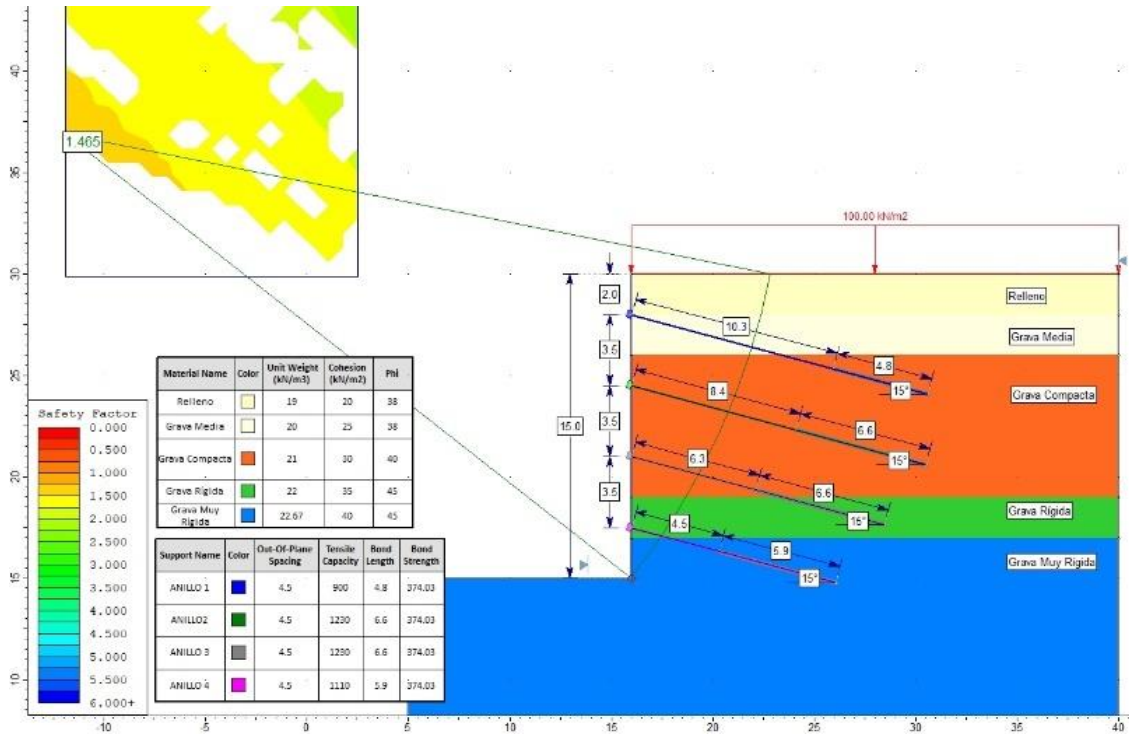 1.465
100.00 kN/m2
2.0
3.5
3.5
3.5
15.0
10.3
4.8
15°
8.4
6.6
15°
6.3
6.6
15°
4.5
5.9
15°
Relleno
Grava Media
Grava Compacta
Grava Rígida
Grava Muy Rígida
Material Name Color Unit Weight (kN/m3) Cohesion (kN/m2) Phi
Relleno 19 20 38
Grava Media 20 25 38
Grava Compacta 21 30 40
Grava Rígida 22 35 45
Grava Muy Rígida 22.67 40 45
Support Name Color Out-Of-Plane Spacing Tensile Capacity Bond Length Bond Strength
ANILLO 1 4.5 900 4.8 374.03
ANILLO2 4.5 1230 6.6 374.03
ANILLO 3 4.5 1230 6.6 374.03
ANILLO 4 4.5 1110 5.9 374.03
Safety Factor
0.000
0.500
1.000
1.500
2.000
2.500
3.000
3.500
4.000
4.500
5.000
5.500
6.000+
40
35
30
25
20
15
10
-10 -5 0 5 10 15 20 25 30 35 40